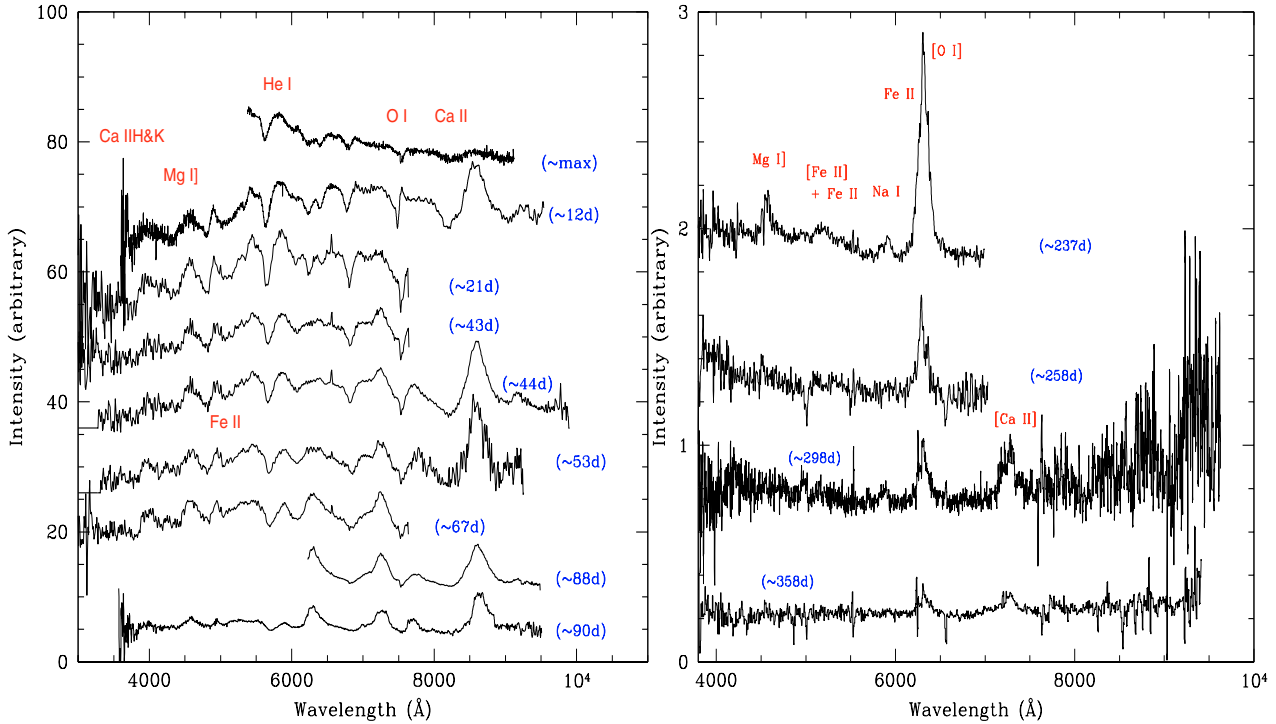 100
80
60
40
20
0
Intensity (arbitrary)
4000
6000
8000
10⁴
Wavelength (Å)
He I
O I
Ca II
Ca IIH&K
Mg I]
Fe II
(~max)
(~12d)
(~21d)
(~43d)
(~44d)
(~53d)
(~67d)
(~88d)
(~90d)
3
2
1
0
Intensity (arbitrary)
4000
6000
8000
10⁴
Wavelength (Å)
[O I]
Fe II
Mg I]
[Fe II]
+ Fe II
Na I
(~237d)
(~258d)
[Ca II]
(~298d)
(~358d)